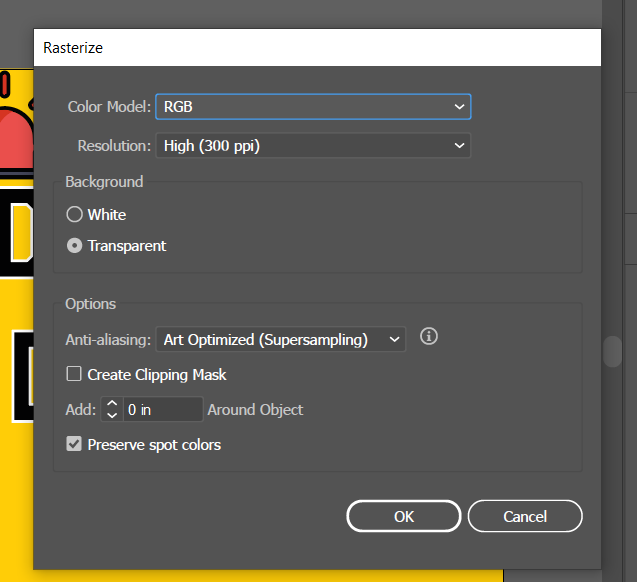 Rasterize
Color Model: RGB
Resolution: High (300 ppi)
Background
White
Transparent
Options
Anti-aliasing: Art Optimized (Supersampling)
Create Clipping Mask
Add: 0 in Around Object
Preserve spot colors
OK Cancel